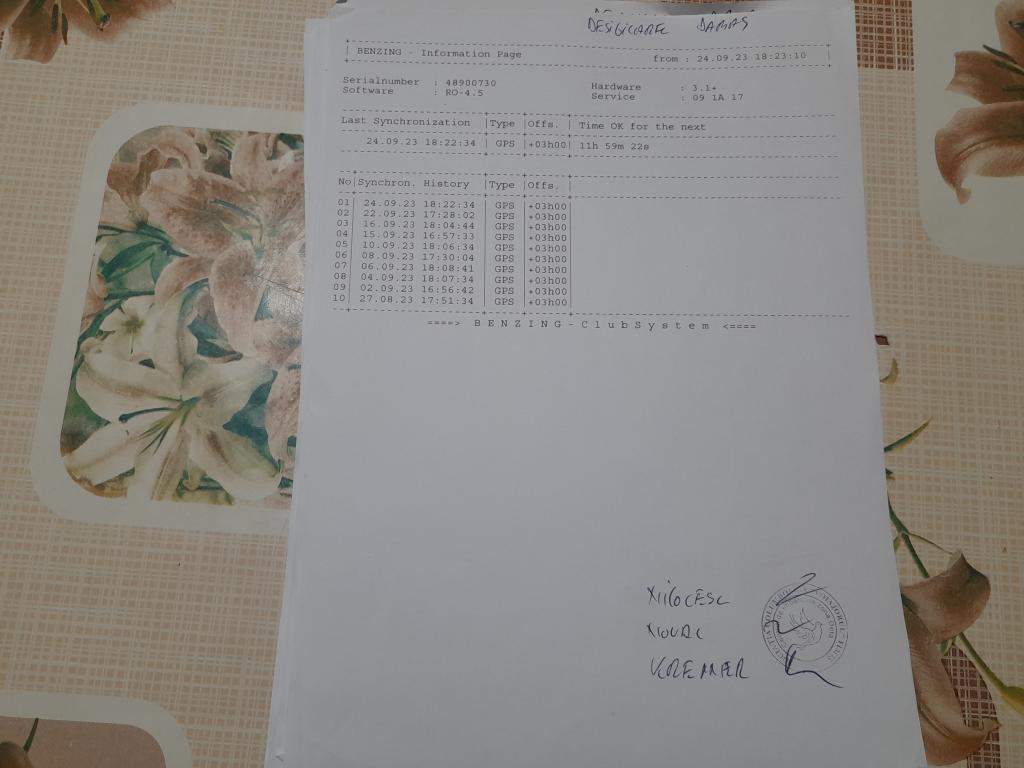 DESIGILARE DAMBS
BENZING - Information Page from : 24.09.23 18:23:10
Serialnumber : 48900730 Hardware : 3.1+
Software : RO-4.5 Service : 09 1A 17
Last Synchronization |Type |Offs. | Time OK for the next
24.09.23 18:22:34 | GPS |+03h00| 11h 59m 22s
No|Synchron. History |Type |Offs. |
01| 24.09.23 18:22:34 | GPS |+03h00|
02| 22.09.23 17:28:02 | GPS |+03h00|
03| 16.09.23 18:04:44 | GPS |+03h00|
04| 15.09.23 16:57:33 | GPS |+03h00|
05| 10.09.23 18:06:34 | GPS |+03h00|
06| 08.09.23 17:30:04 | GPS |+03h00|
07| 06.09.23 18:08:41 | GPS |+03h00|
08| 04.09.23 18:07:34 | GPS |+03h00|
09| 02.09.23 16:56:42 | GPS |+03h00|
10| 27.08.23 17:51:34 | GPS |+03h00|
====> B E N Z I N G - C l u b S y s t e m <====